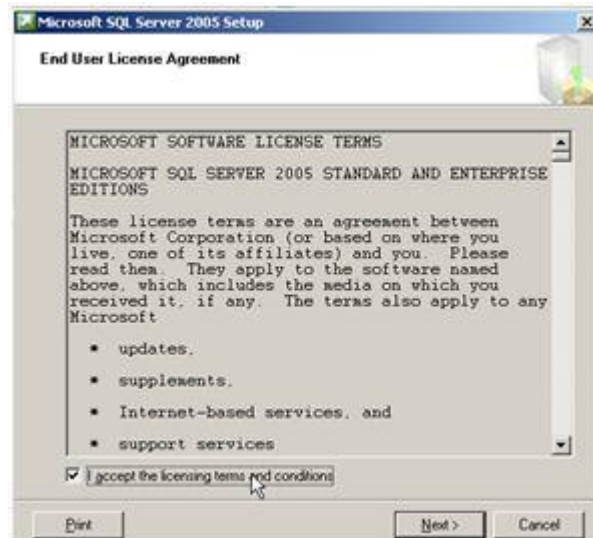 Microsoft SQL Server 2005 Setup
End User License Agreement
MICROSOFT SOFTWARE LICENSE TERMS
MICROSOFT SQL SERVER 2005 STANDARD AND ENTERPRISE
EDITIONS
These license terms are an agreement between
Microsoft Corporation (or based on where you
live, one of its affiliates) and you.  Please
read them.  They apply to the software named
above, which includes the media on which you
received it, if any.  The terms also apply to any
Microsoft
• updates,
• supplements,
• Internet-based services, and
• support services
I accept the licensing terms and conditions
Print
Next >
Cancel